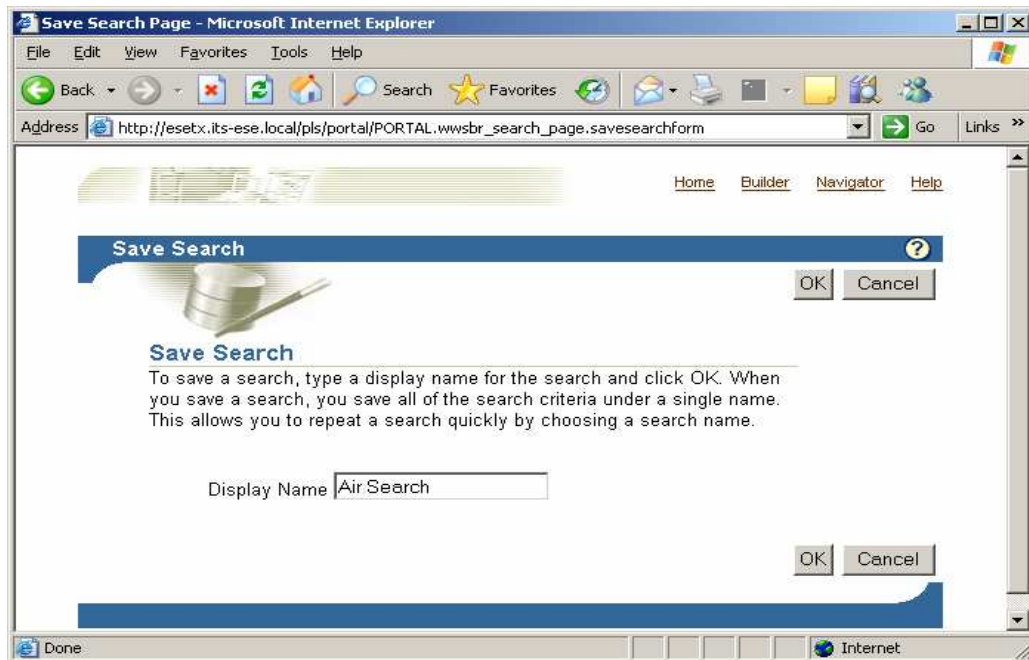 Save Search Page - Microsoft Internet Explorer
File Edit View Favorites Tools Help
Back Search Favorites
Address http://esetx.its-ese.local/pls/portal/PORTAL.wwsbr_search_page.savesearchform Go Links »
Home Builder Navigator Help
Save Search ?
OK Cancel
Save Search
To save a search, type a display name for the search and click OK. When
you save a search, you save all of the search criteria under a single name.
This allows you to repeat a search quickly by choosing a search name.
Display Name Air Search
OK Cancel
Done Internet